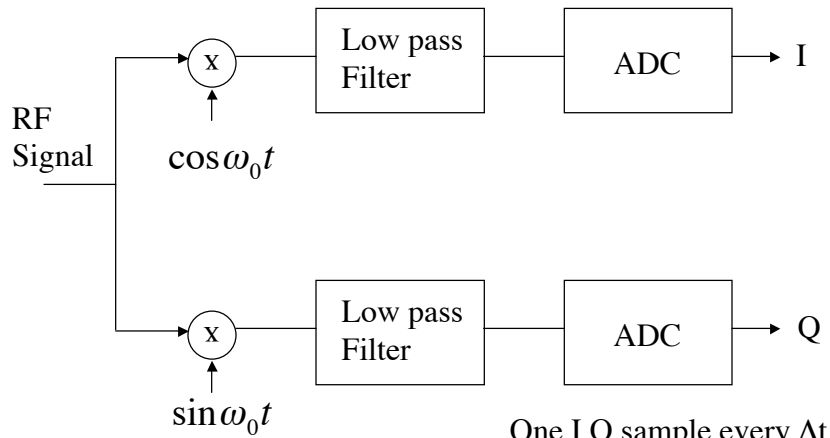 Low pass
Filter
ADC
I
x
RF
Signal
cosω₀t
Low pass
Filter
ADC
Q
x
sinω₀t
One I,Q sample every Δt